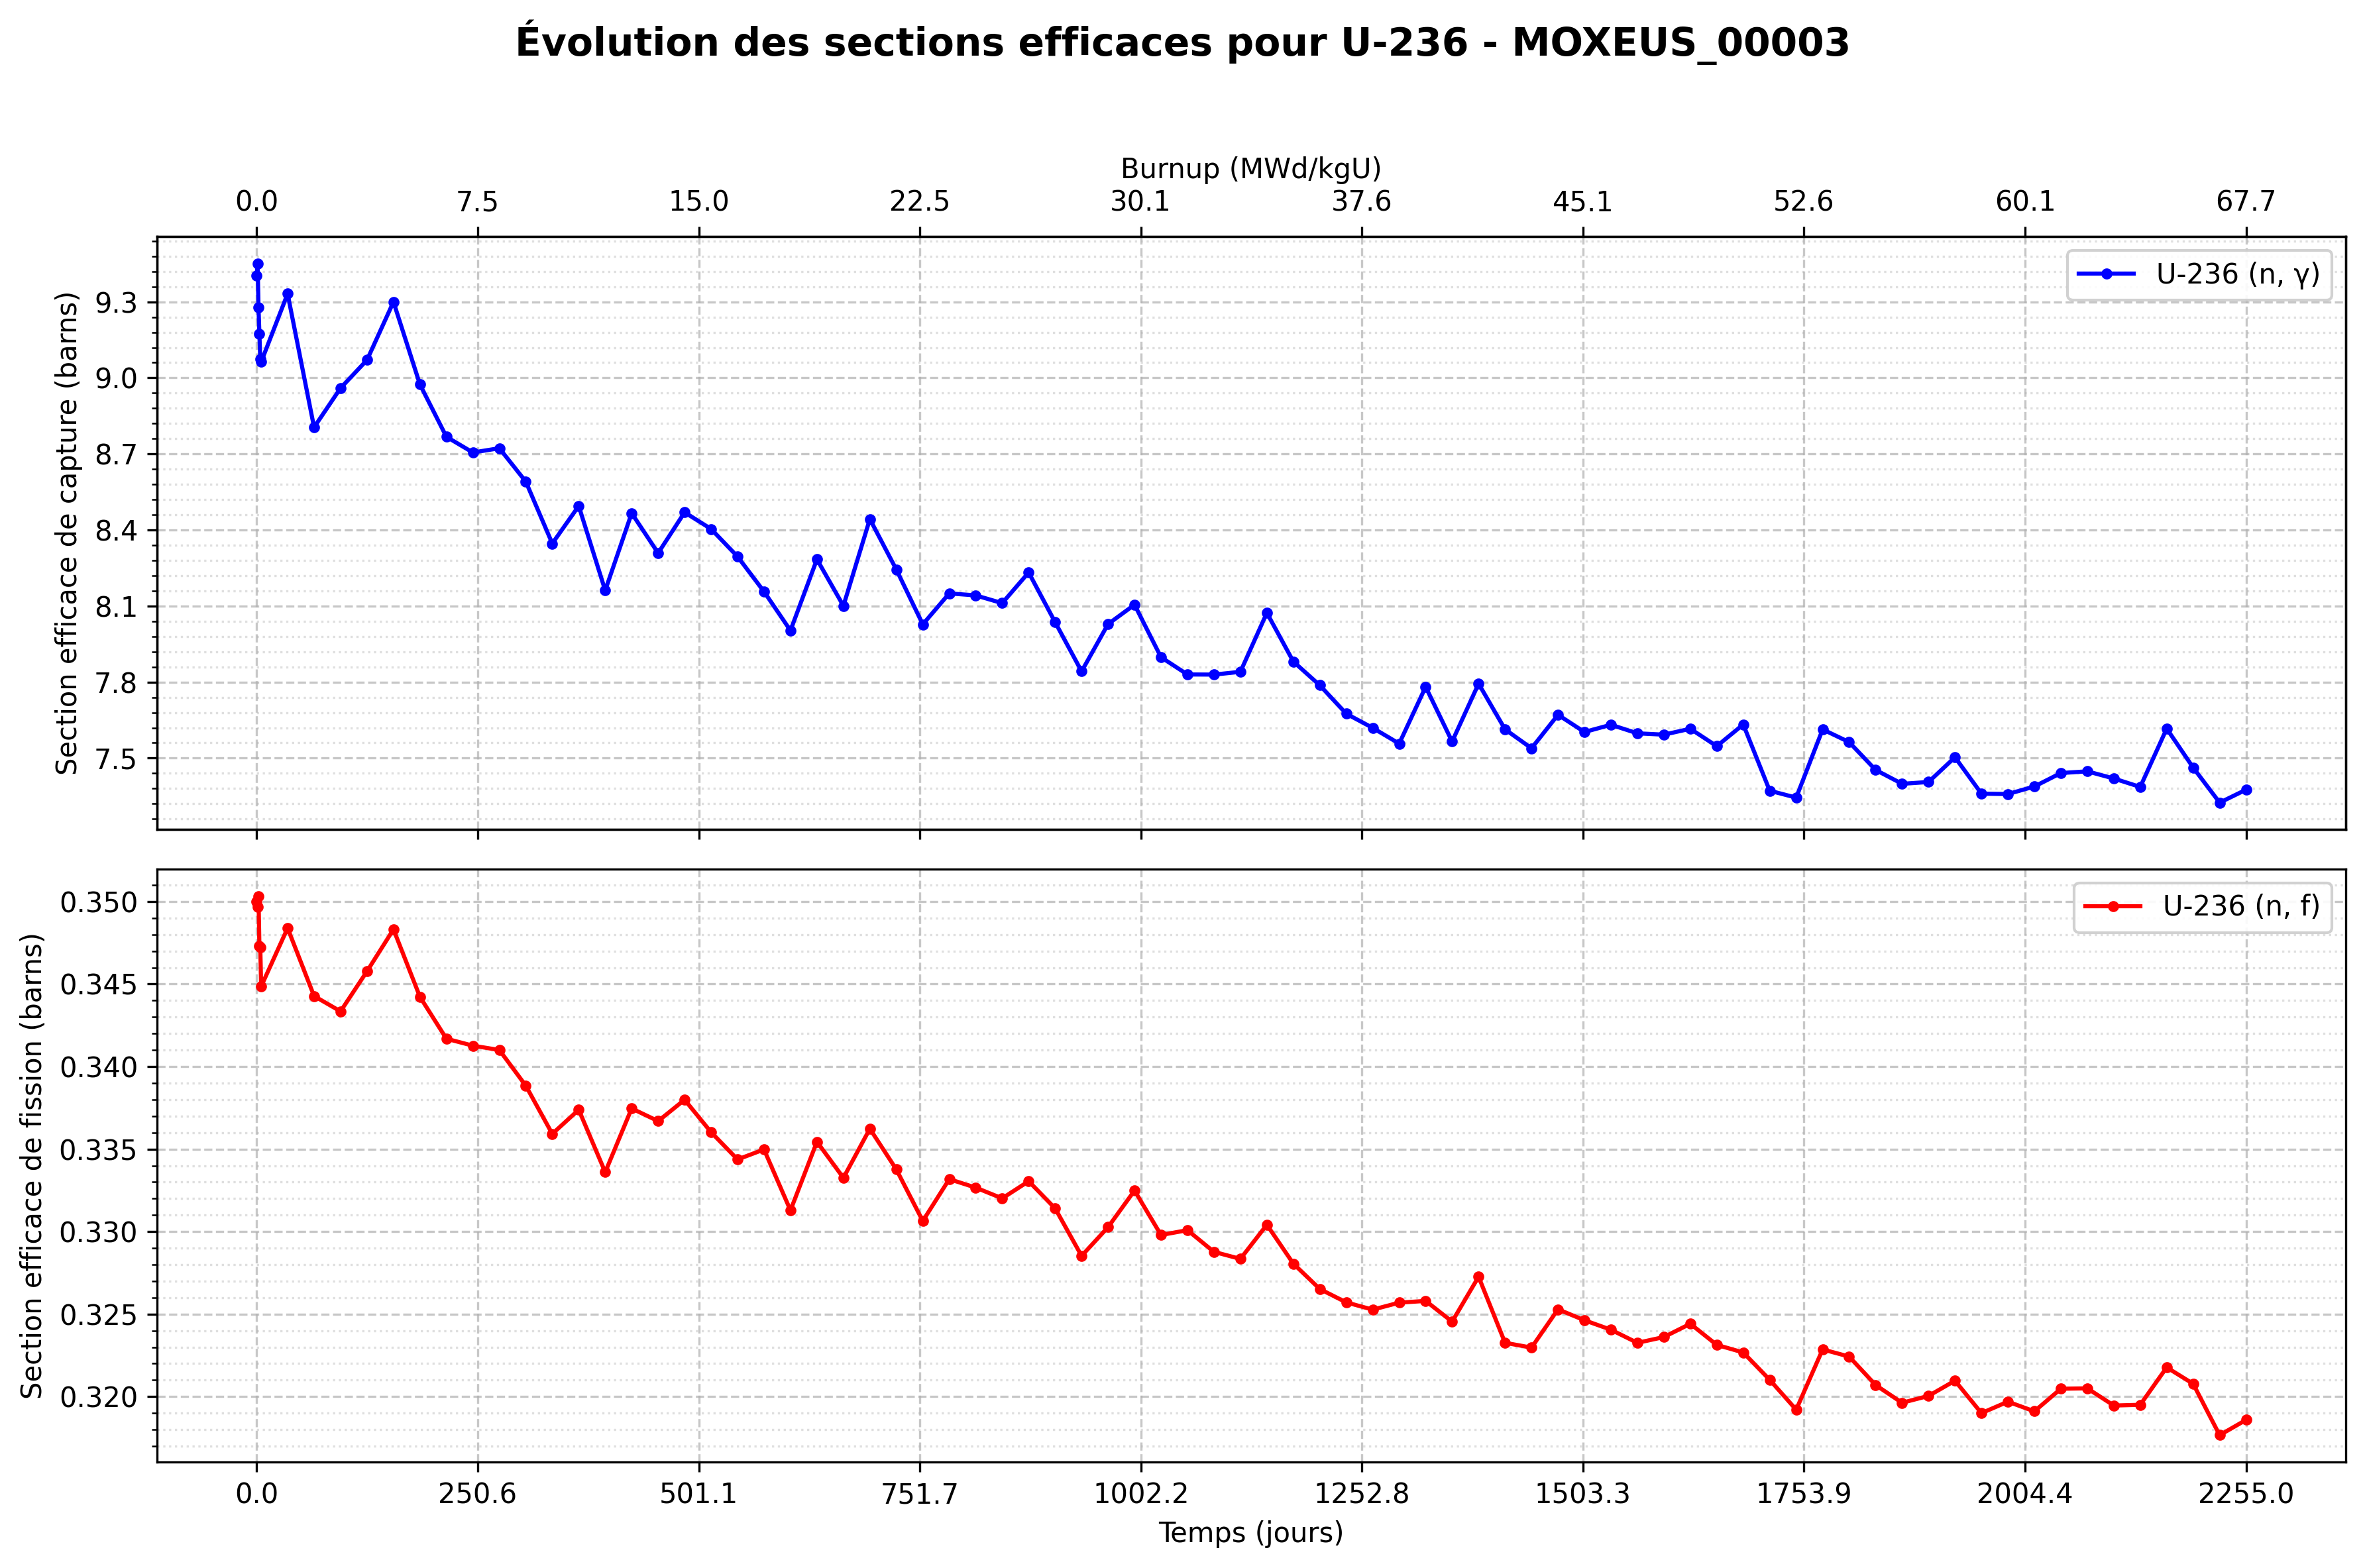 Évolution des sections efficaces pour U-236 - MOXEUS_00003
Burnup (MWd/kgU)
0.0 7.5 15.0 22.5 30.1 37.6 45.1 52.6 60.1 67.7
Section efficace de capture (barns)
9.3
9.0
8.7
8.4
8.1
7.8
7.5
U-236 (n, γ)
Section efficace de fission (barns)
0.350
0.345
0.340
0.335
0.330
0.325
0.320
U-236 (n, f)
0.0 250.6 501.1 751.7 1002.2 1252.8 1503.3 1753.9 2004.4 2255.0
Temps (jours)